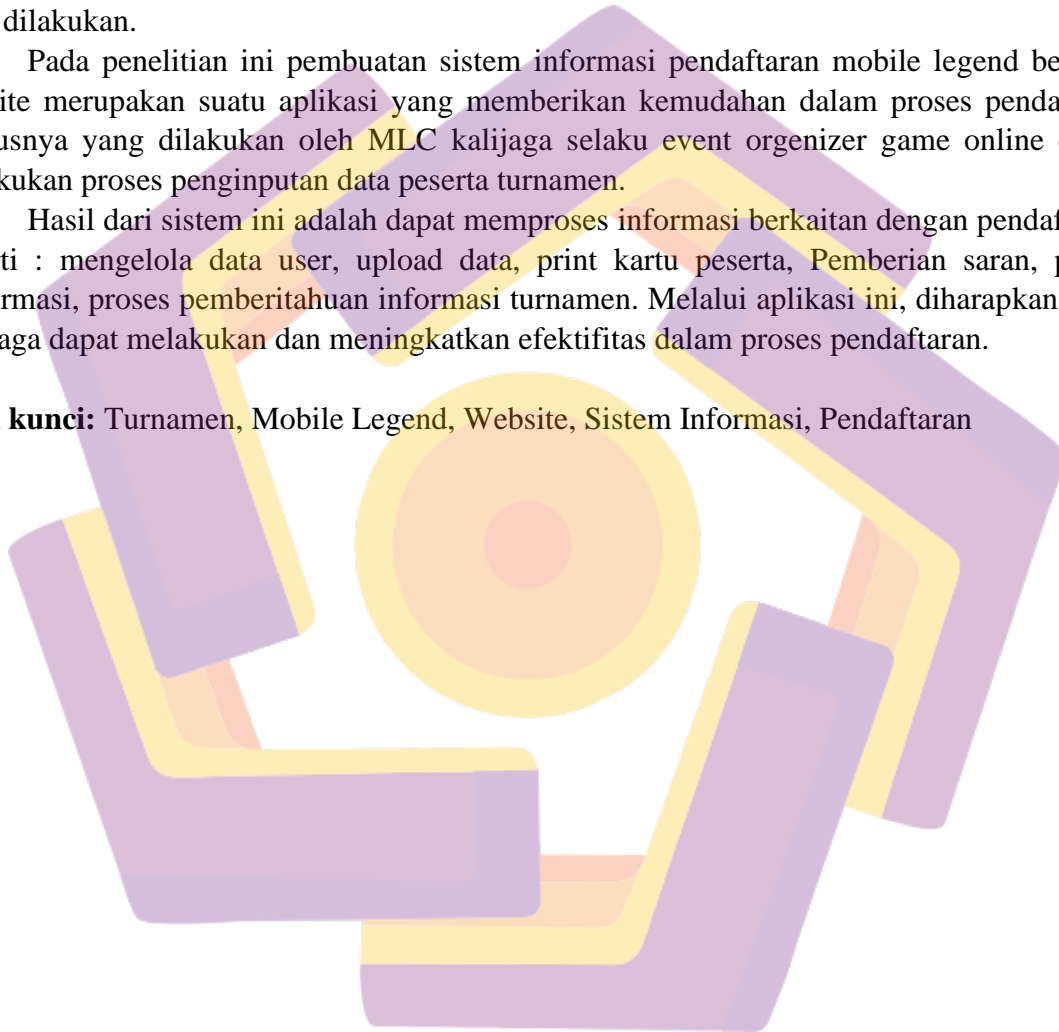 dilakukan.
Pada penelitian ini pembuatan sistem informasi pendaftaran mobile legend be
ite merupakan suatu aplikasi yang memberikan kemudahan dalam proses penda
usnya yang dilakukan oleh MLC kalijaga selaku event orgenizer game online
kukan proses penginputan data peserta turnamen.
Hasil dari sistem ini adalah dapat memproses informasi berkaitan dengan pendaf
rti : mengelola data user, upload data, print kartu peserta, Pemberian saran, p
ormasi, proses pemberitahuan informasi turnamen. Melalui aplikasi ini, diharapkan
aga dapat melakukan dan meningkatkan efektifitas dalam proses pendaftaran.
kunci: Turnamen, Mobile Legend, Website, Sistem Informasi, Pendaftaran